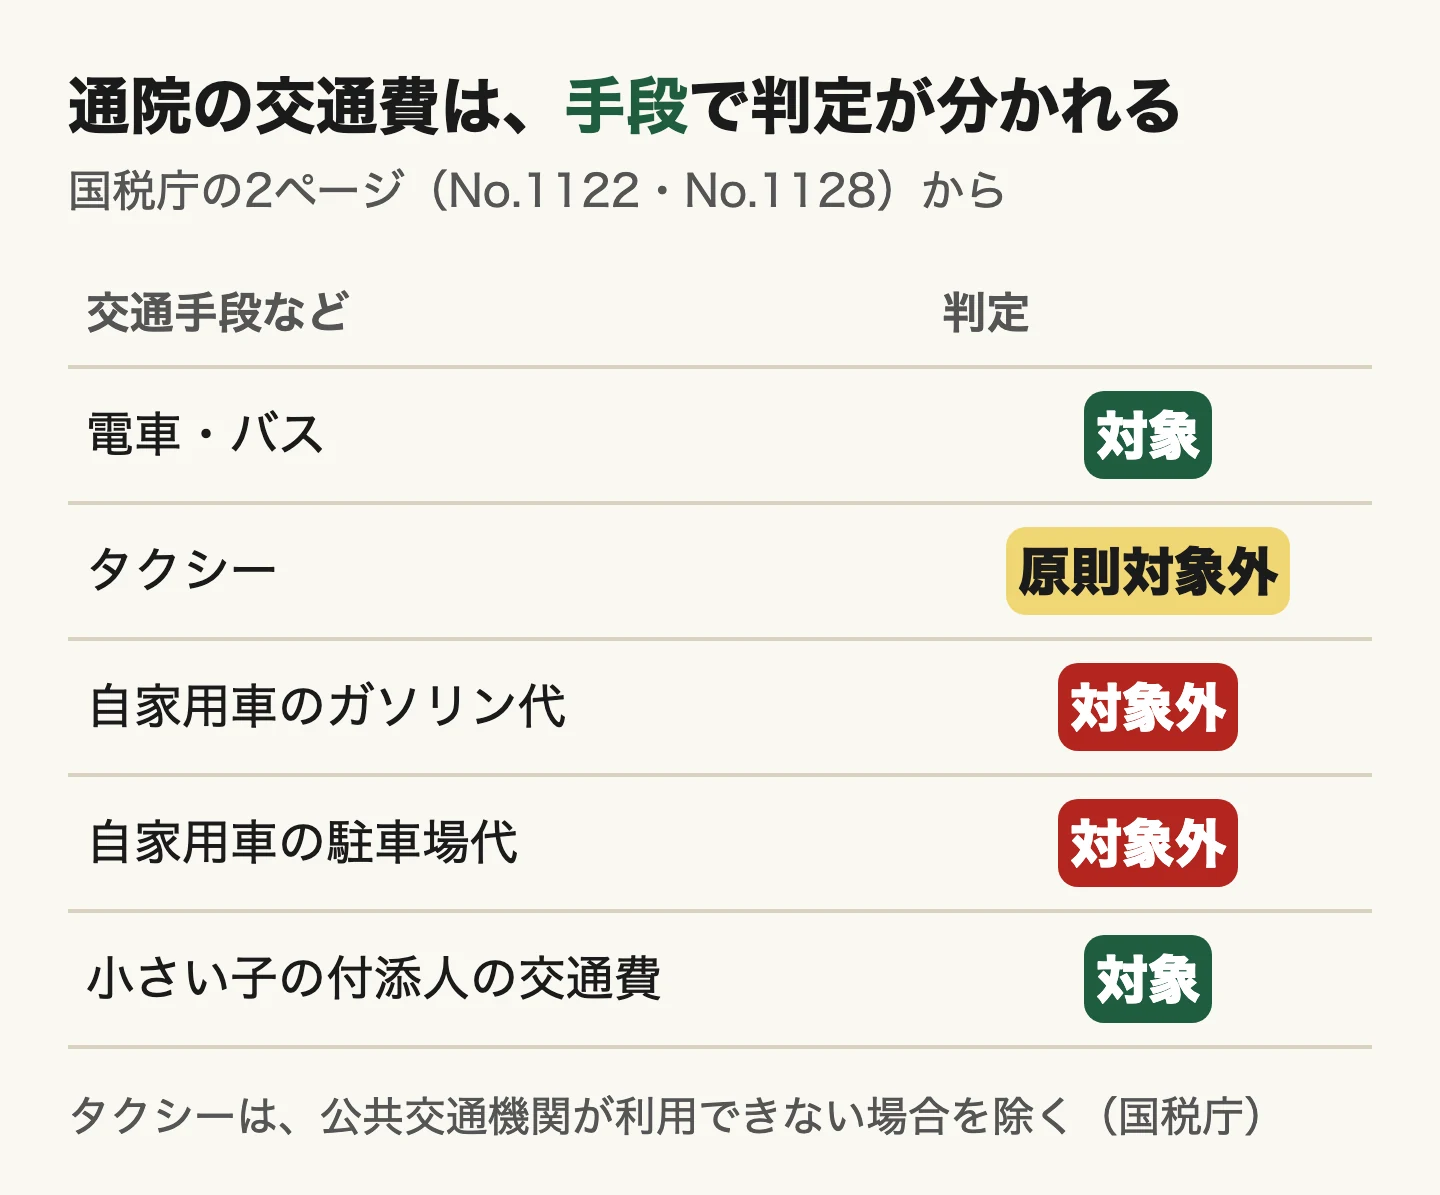 通院の交通費は、手段で判定が分かれる
国税庁の2ページ（No.1122・No.1128）から
交通手段など 判定
電車・バス 対象
タクシー 原則対象外
自家用車のガソリン代 対象外
自家用車の駐車場代 対象外
小さい子の付添人の交通費 対象
タクシーは、公共交通機関が利用できない場合を除く（国税庁）